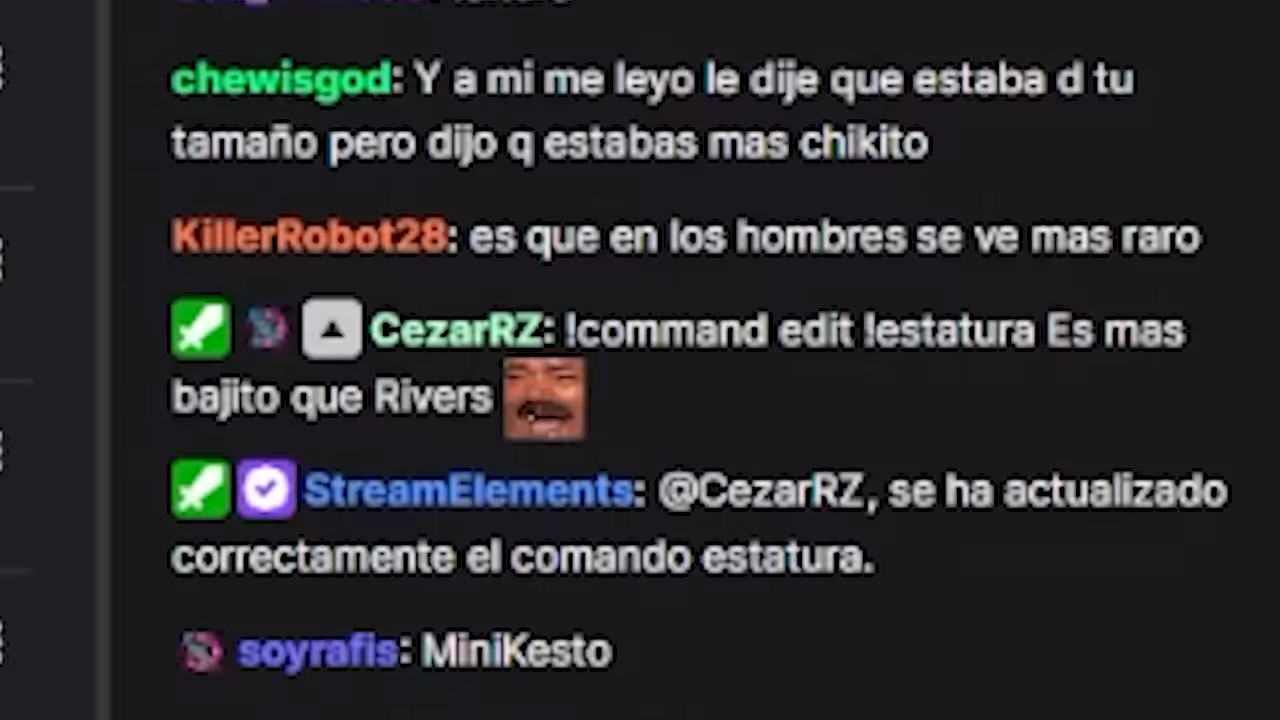 chewisgod: Y a mi me leyo le dije que estaba d tu
tamaño pero dijo q estabas mas chikito
KillerRobot28: es que en los hombres se ve mas raro
CezarRZ: !command edit !estatura Es mas
bajito que Rivers
StreamElements: @CezarRZ, se ha actualizado
correctamente el comando estatura.
soyrafis: MiniKesto